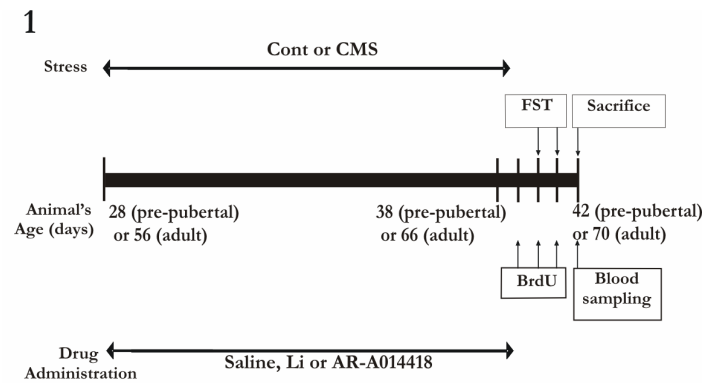 1
Cont or CMS
Stress
FST
Sacrifice
Animal's
Age (days)
28 (pre-pubertal)
or 56 (adult)
38 (pre-pubertal)
or 66 (adult)
42 (pre-pubertal)
or 70 (adult)
BrdU
Blood
sampling
Drug
Administration
Saline, Li or AR-A014418